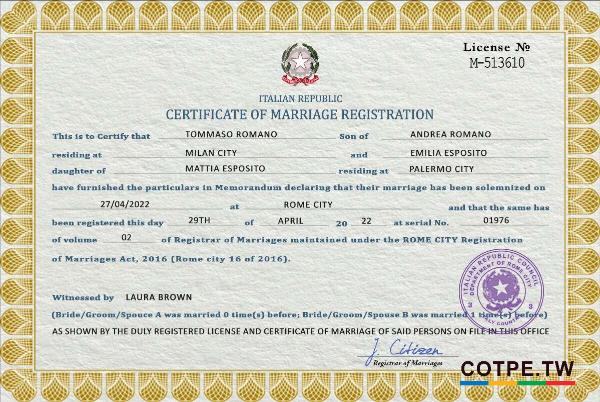 License №
M-513610
ITALIAN REPUBLIC
CERTIFICATE OF MARRIAGE REGISTRATION
This is to Certify that TOMMASO ROMANO Son of ANDREA ROMANO
residing at MILAN CITY and EMILIA ESPOSITO
daughter of MATTIA ESPOSITO residing at PALERMO CITY
have furnished the particulars in Memorandum declaring that their marriage has been solemnized on
27/04/2022 at ROME CITY and that the same has
been registered this day 29TH of APRIL 20 22 at serial No. 01976
of volume 02 of Registrar of Marriages maintained under the ROME CITY Registration
of Marriages Act, 2016 (Rome city 16 of 2016).
ITALIAN REPUBLIC COUNCIL
DEPARTMENT OF ROME CITY
Witnessed by LAURA BROWN
(Bride/Groom/Spouce A was married 0 time(s) before; Bride/Groom/Spouse B was married 1 time(s) before)
AS SHOWN BY THE DULY REGISTERED LICENSE AND CERTIFICATE OF MARRIAGE OF SAID PERSONS ON FILE IN THIS OFFICE
J. Citizen
Registrar of Marriages
COTPE.TW